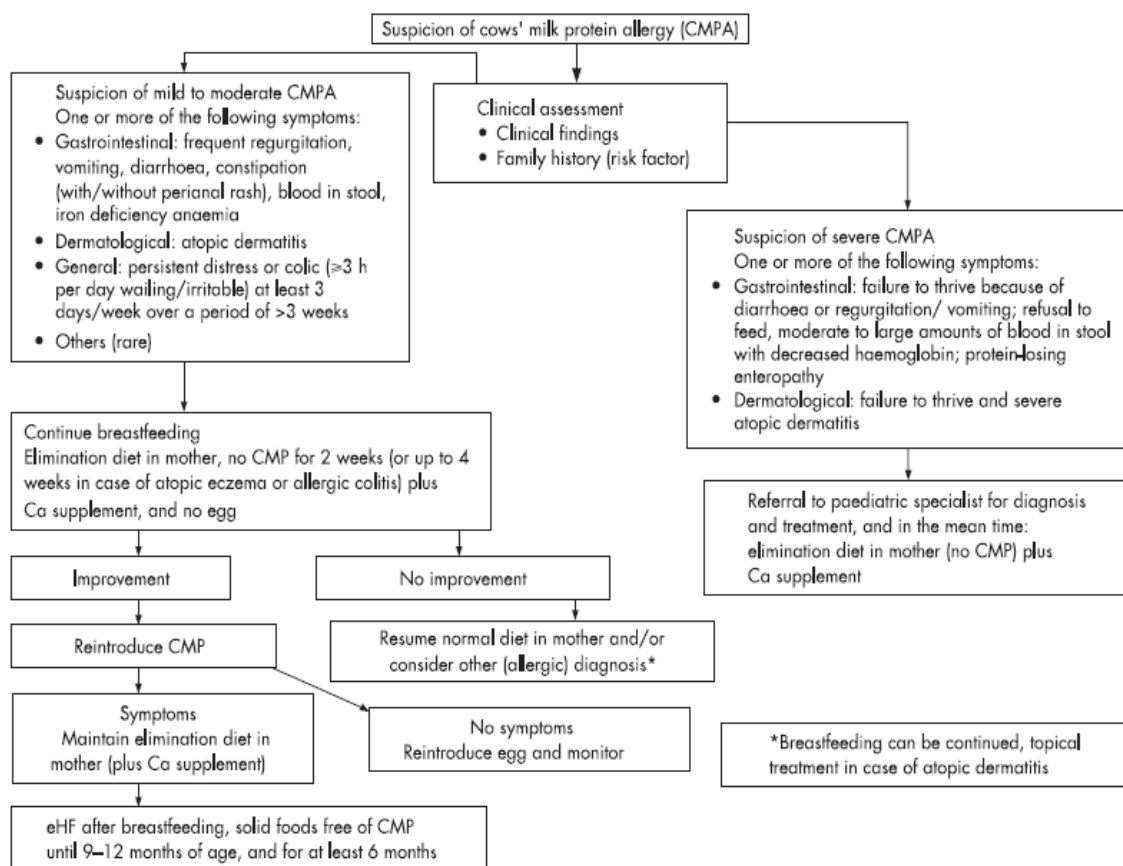 Suspicion of cows' milk protein allergy (CMPA)
Suspicion of mild to moderate CMPA
One or more of the following symptoms:
• Gastrointestinal: frequent regurgitation,
vomiting, diarrhoea, constipation
(with/without perianal rash), blood in stool,
iron deficiency anaemia
• Dermatological: atopic dermatitis
• General: persistent distress or colic (≥3 h
per day wailing/irritable) at least 3
days/week over a period of >3 weeks
• Others (rare)
Clinical assessment
• Clinical findings
• Family history (risk factor)
Suspicion of severe CMPA
One or more of the following symptoms:
• Gastrointestinal: failure to thrive because of
diarrhoea or regurgitation/ vomiting; refusal to
feed, moderate to large amounts of blood in stool
with decreased haemoglobin; protein-losing
enteropathy
• Dermatological: failure to thrive and severe
atopic dermatitis
Continue breastfeeding
Elimination diet in mother, no CMP for 2 weeks (or up to 4
weeks in case of atopic eczema or allergic colitis) plus
Ca supplement, and no egg
Referral to paediatric specialist for diagnosis
and treatment, and in the mean time:
elimination diet in mother (no CMP) plus
Ca supplement
Improvement
No improvement
Reintroduce CMP
Resume normal diet in mother and/or
consider other (allergic) diagnosis*
Symptoms
Maintain elimination diet in
mother (plus Ca supplement)
No symptoms
Reintroduce egg and monitor
*Breastfeeding can be continued, topical
treatment in case of atopic dermatitis
eHF after breastfeeding, solid foods free of CMP
until 9–12 months of age, and for at least 6 months